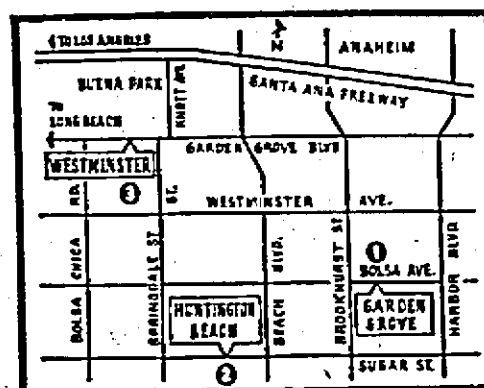 TO LOS ANGELES
N
ANAHEIM
BUENA PARK
KNOTT AVE.
SANTA ANA FREEWAY
TO
LONG BEACH
GARDEN GROVE BLVD
WESTMINSTER
3
RD.
ST.
WESTMINSTER AVE.
BOLSA CHICA
SPRINGDALE ST.
BEACH BLVD.
BROOKHURST ST.
1
BOLSA AVE.
HARBOR BLVD
HUNTINGTON
BEACH
GARDEN
GROVE
2
SUGAR ST.